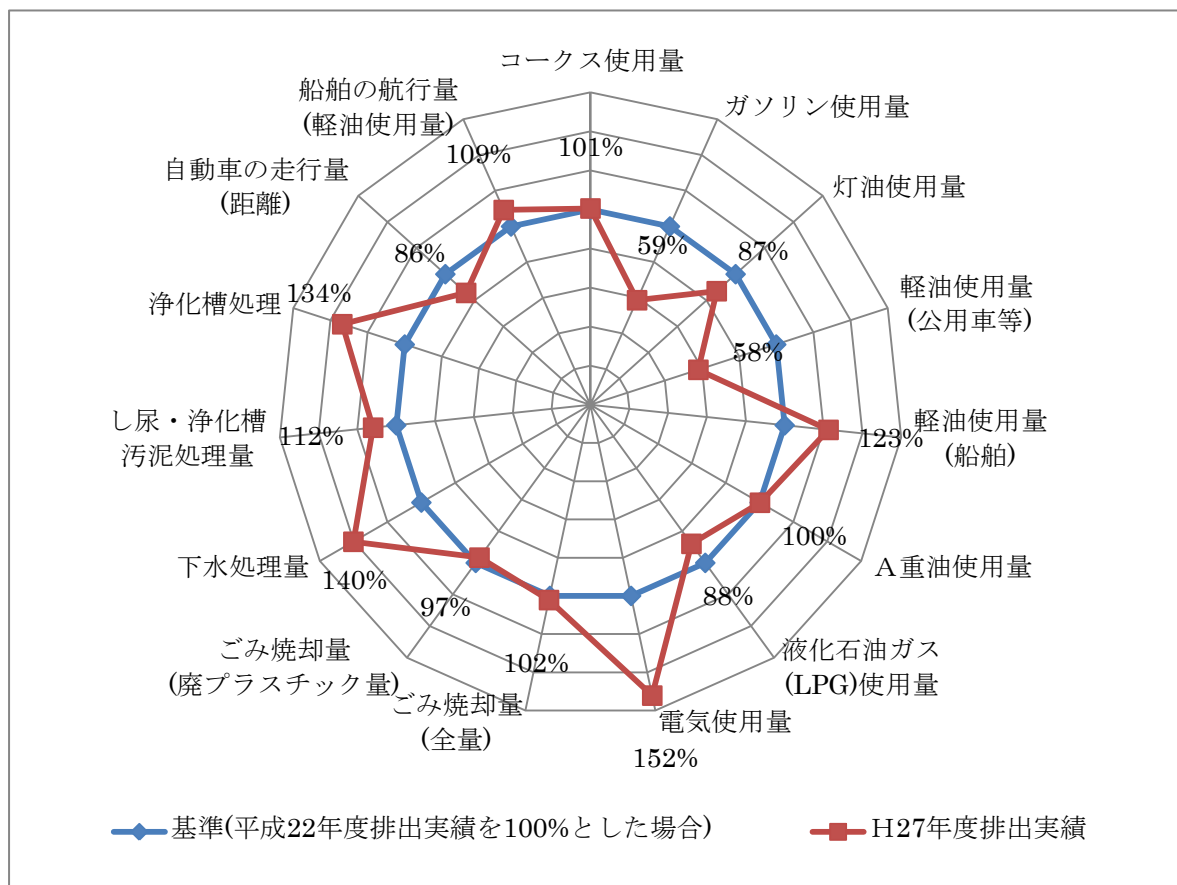 コークス使用量
船舶の航行量
(軽油使用量)
109%
101%
ガソリン使用量
自動車の走行量
(距離)
86%
59%
87%
灯油使用量
浄化槽処理
134%
58%
軽油使用量
(公用車等)
し尿・浄化槽
汚泥処理量
112%
123%
軽油使用量
(船舶)
下水処理量
140%
100%
A重油使用量
ごみ焼却量
(廃プラスチック量)
97%
88%
液化石油ガス
(LPG)使用量
ごみ焼却量
(全量)
102%
電気使用量
152%
基準(平成22年度排出実績を100%とした場合)
H27年度排出実績